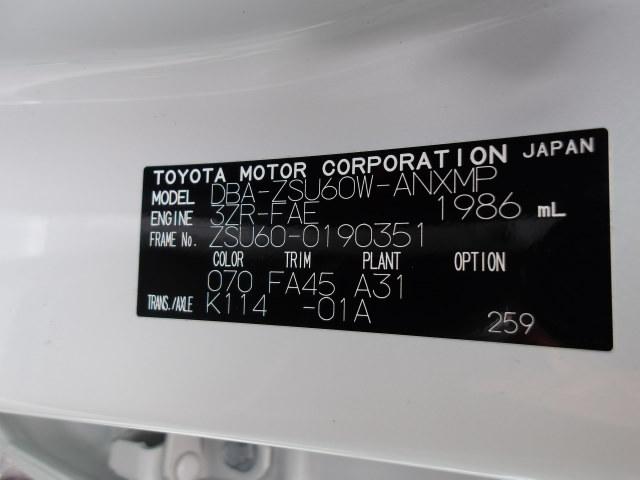 TOYOTA MOTOR CORPORATION JAPAN
MODEL DBA-ZSU60W-ANXMP
ENGINE 3ZR-FAE 1986 mL
FRAME No. ZSU60-0190351
COLOR TRIM PLANT OPTION
070 FA45 A31
TRANS./AXLE K114 -01A
259